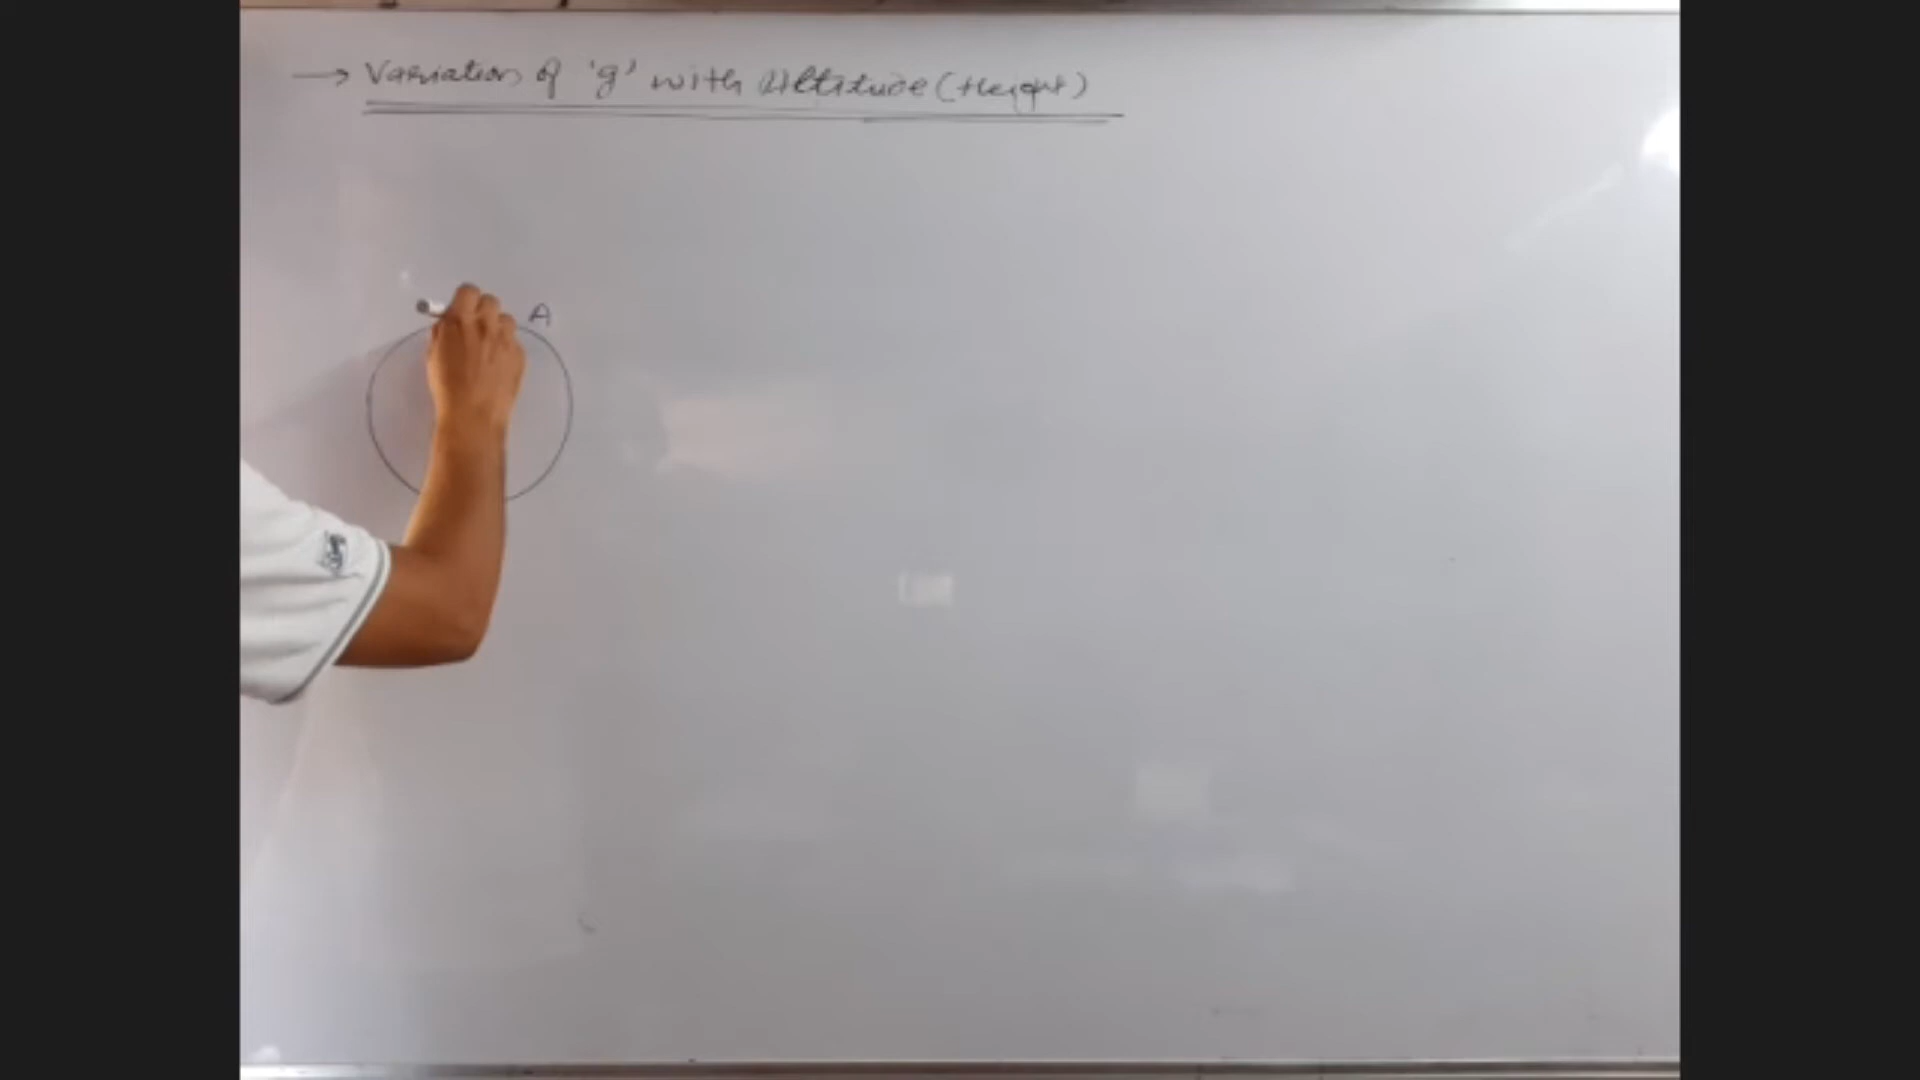 → Variation of 'g' with Altitude (Height)
A